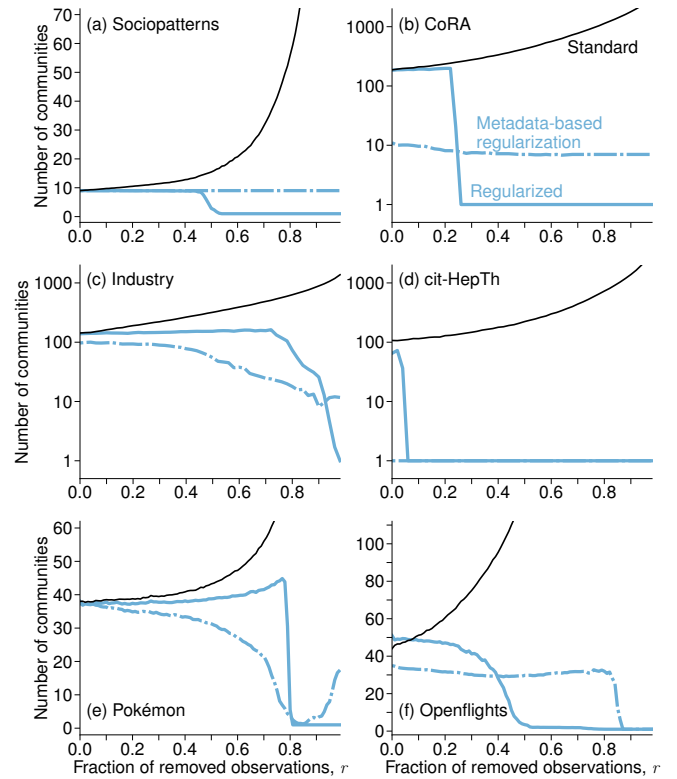 (a) Sociopatterns
70
60
50
40
30
20
10
0
Number of communities
0.0 0.2 0.4 0.6 0.8
(b) CoRA
1000
100
10
1
Standard
Metadata-based
regularization
Regularized
0.0 0.2 0.4 0.6 0.8
(c) Industry
1000
100
10
1
Number of communities
0.0 0.2 0.4 0.6 0.8
(d) cit-HepTh
1000
100
10
1
0.0 0.2 0.4 0.6 0.8
60
50
40
30
20
10
0
Number of communities
(e) Pokémon
0.0 0.2 0.4 0.6 0.8
Fraction of removed observations, r
100
80
60
40
20
0
(f) Openflights
0.0 0.2 0.4 0.6 0.8
Fraction of removed observations, r